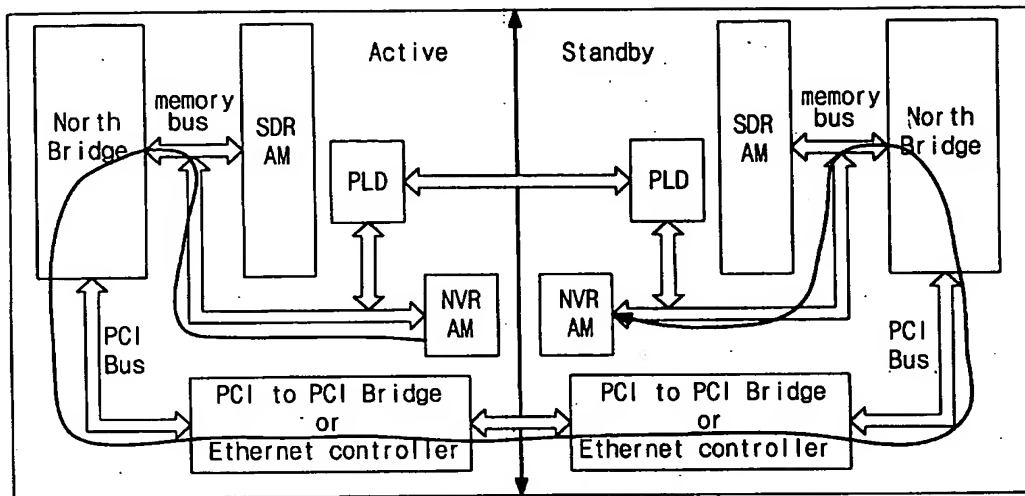 Active
Standby
North
Bridge
memory
bus
SDR
AM
PLD
NVR
AM
PCI
Bus
PCI to PCI Bridge
or
Ethernet controller
SDR
AM
memory
bus
North
Bridge
PLD
NVR
AM
PCI
Bus
PCI to PCI Bridge
or
Ethernet controller